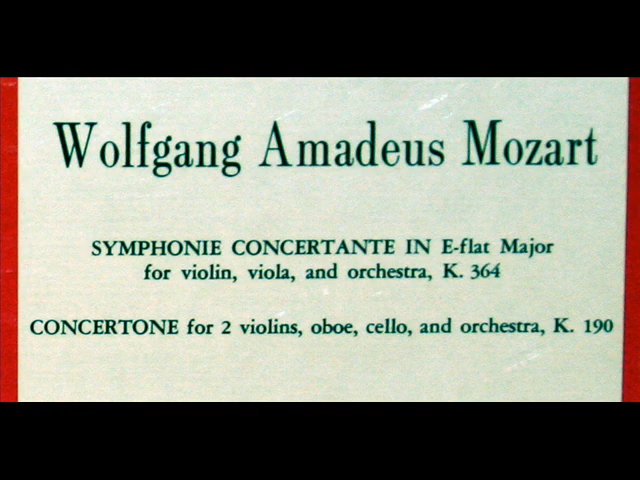 Wolfgang Amadeus Mozart
SYMPHONIE CONCERTANTE IN E-flat Major
for violin, viola, and orchestra, K. 364
CONCERTONE for 2 violins, oboe, cello, and orchestra, K. 190